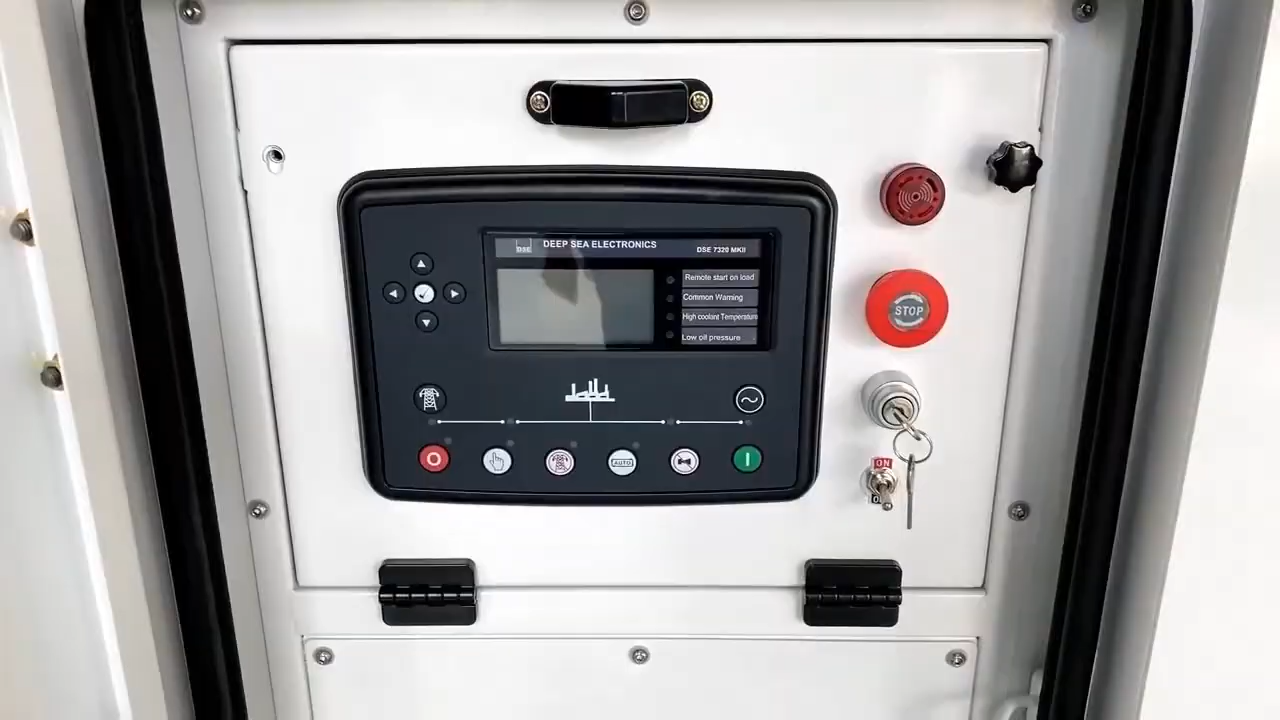 DSE
DEEP SEA ELECTRONICS
DSE 7320 MKII
Remote start on load
Common Warning
High coolant Temperature
Low oil pressure
STOP
AUTO
ON